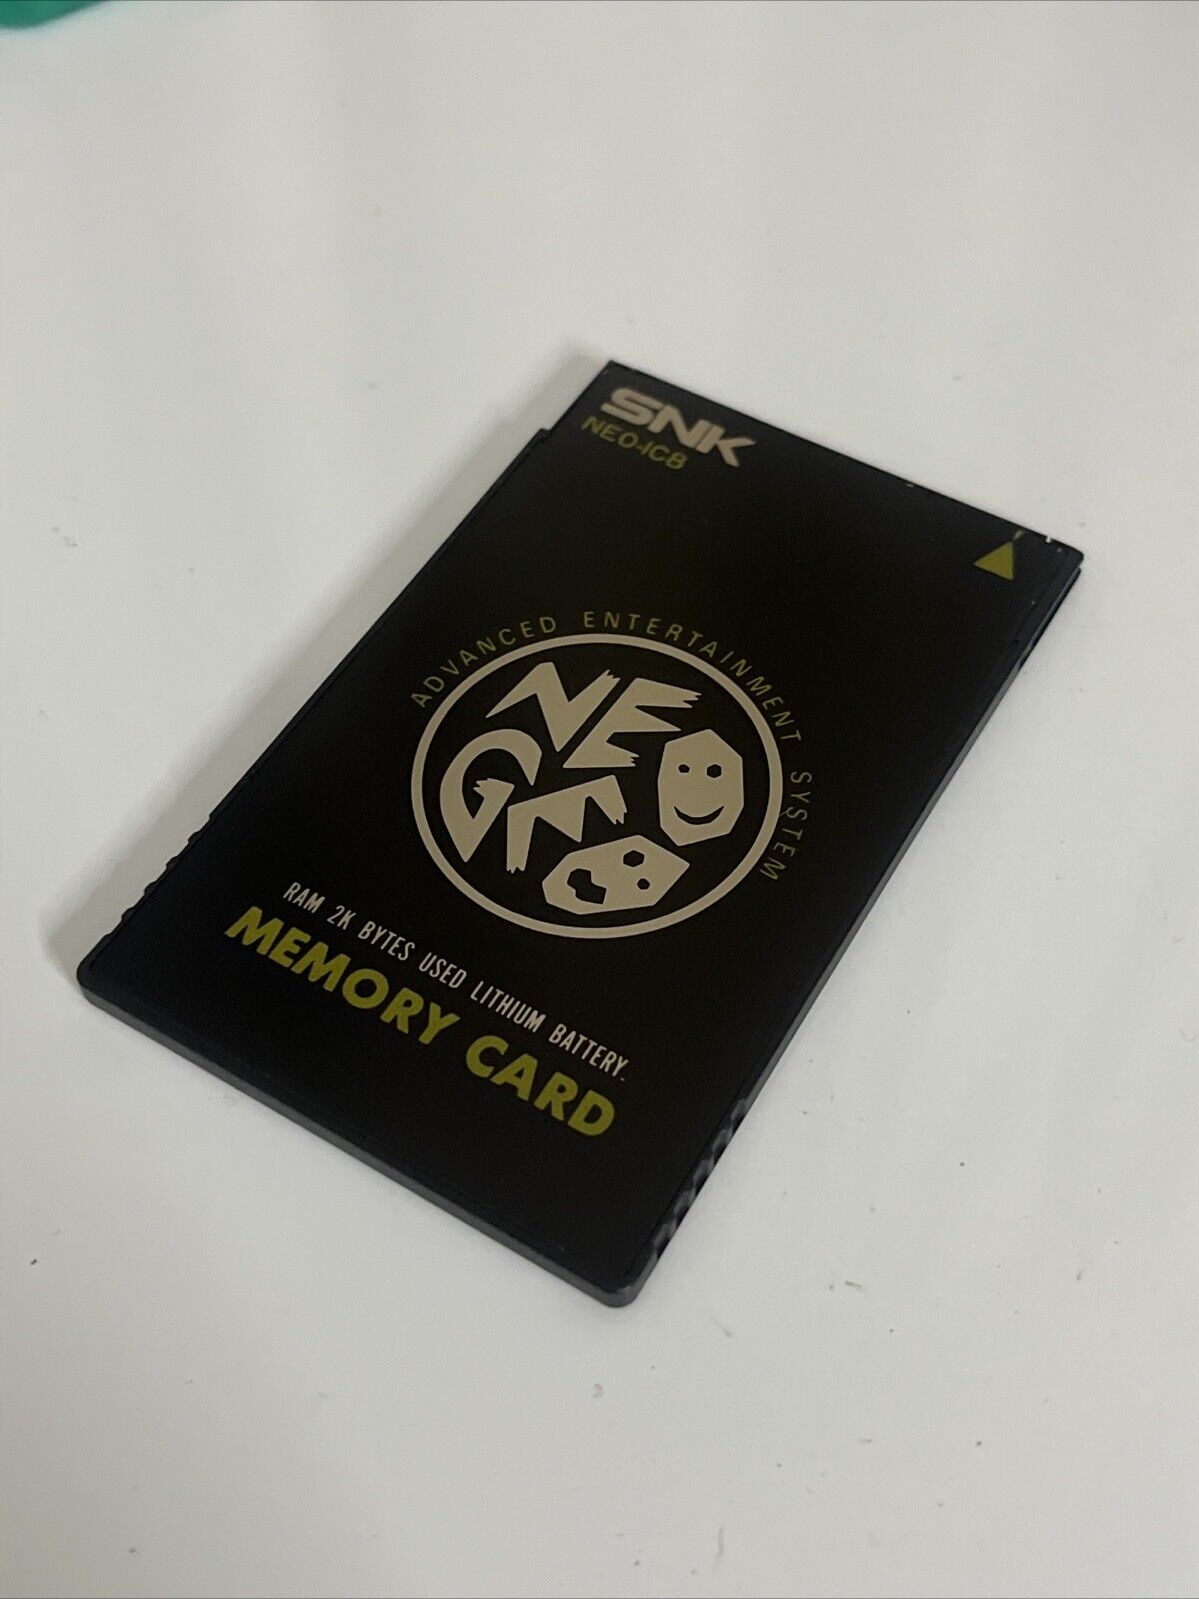 SNK
NEO-IC8
ADVANCED ENTERTAINMENT SYSTEM
NEO
GEO
RAM 2K BYTES USED LITHIUM BATTERY.
MEMORY CARD